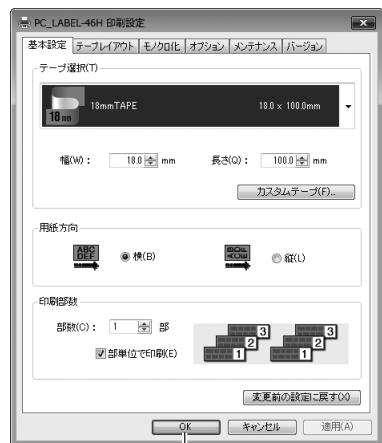 PC_LABEL-46H 印刷設定
基本設定 テープレイアウト モノクロ化 オプション メンテナンス バージョン
テープ選択(T)
18mm 18mmTAPE 18.0 × 100.0mm
幅(W)： 18.0 mm 長さ(Q)： 100.0 mm
カスタムテープ(F)...
用紙方向
ABC DEF 横(B) ABC DEF 縦(L)
印刷部数
部数(C)： 1 部
部単位で印刷(E)
3 3
2 2
1 1
変更前の設定に戻す(X)
OK キャンセル 適用(A)